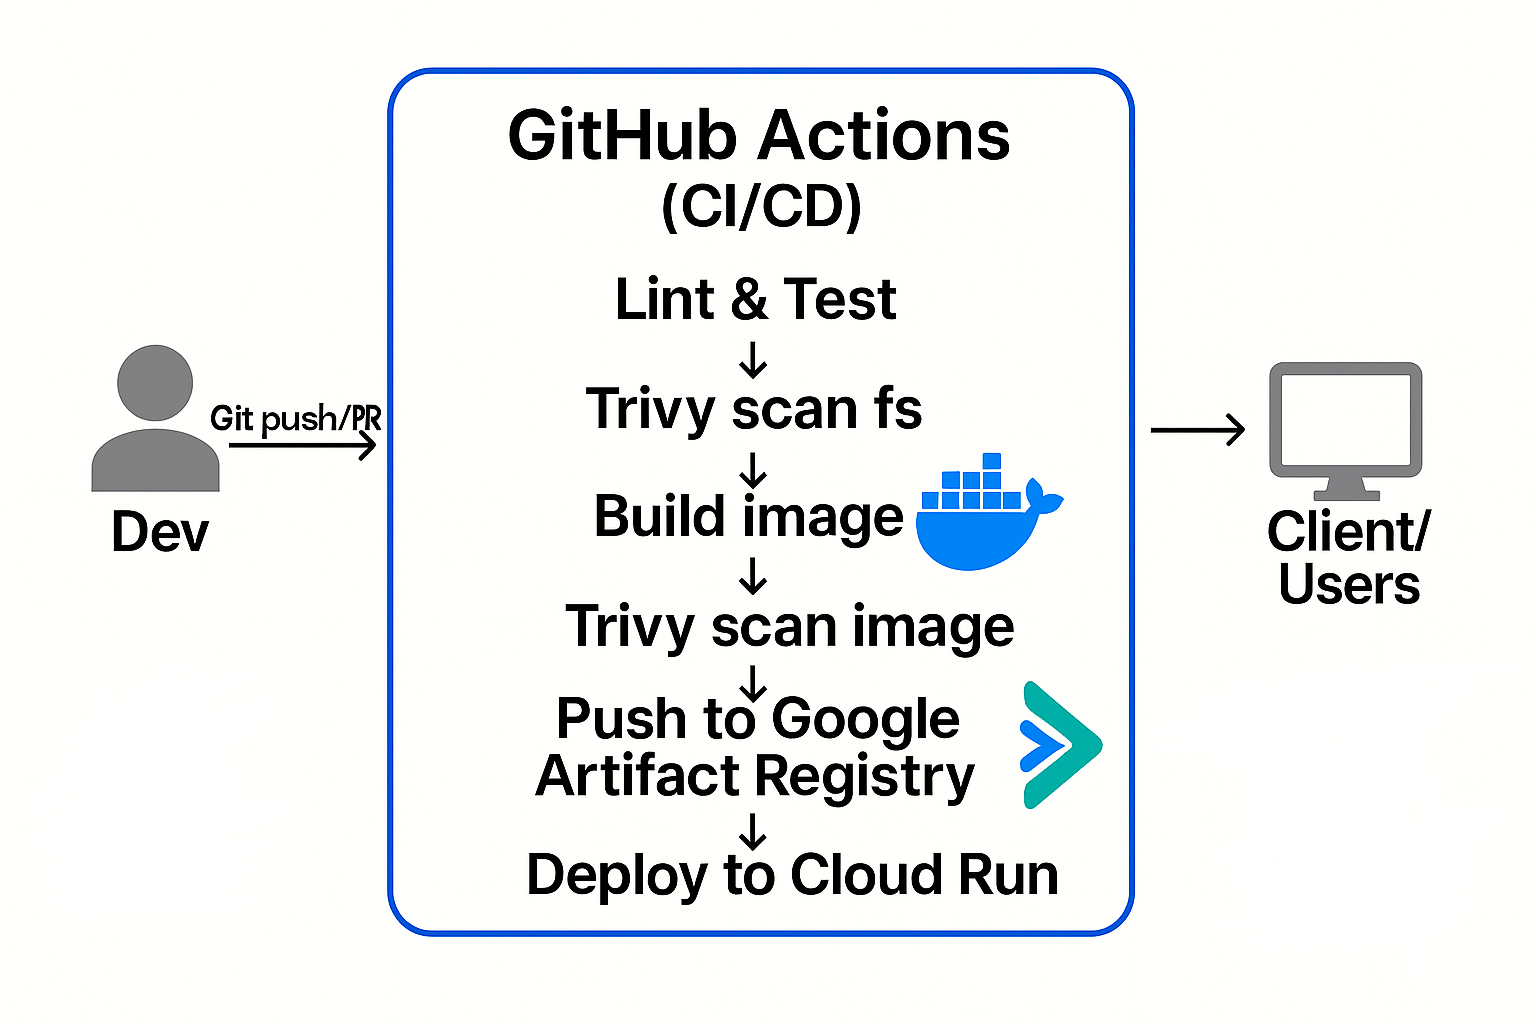 GitHub Actions
(CI/CD)
Lint & Test
Trivy scan fs
Build image
Trivy scan image
Push to Google
Artifact Registry
Deploy to Cloud Run
Git push/PR
Dev
Client/
Users